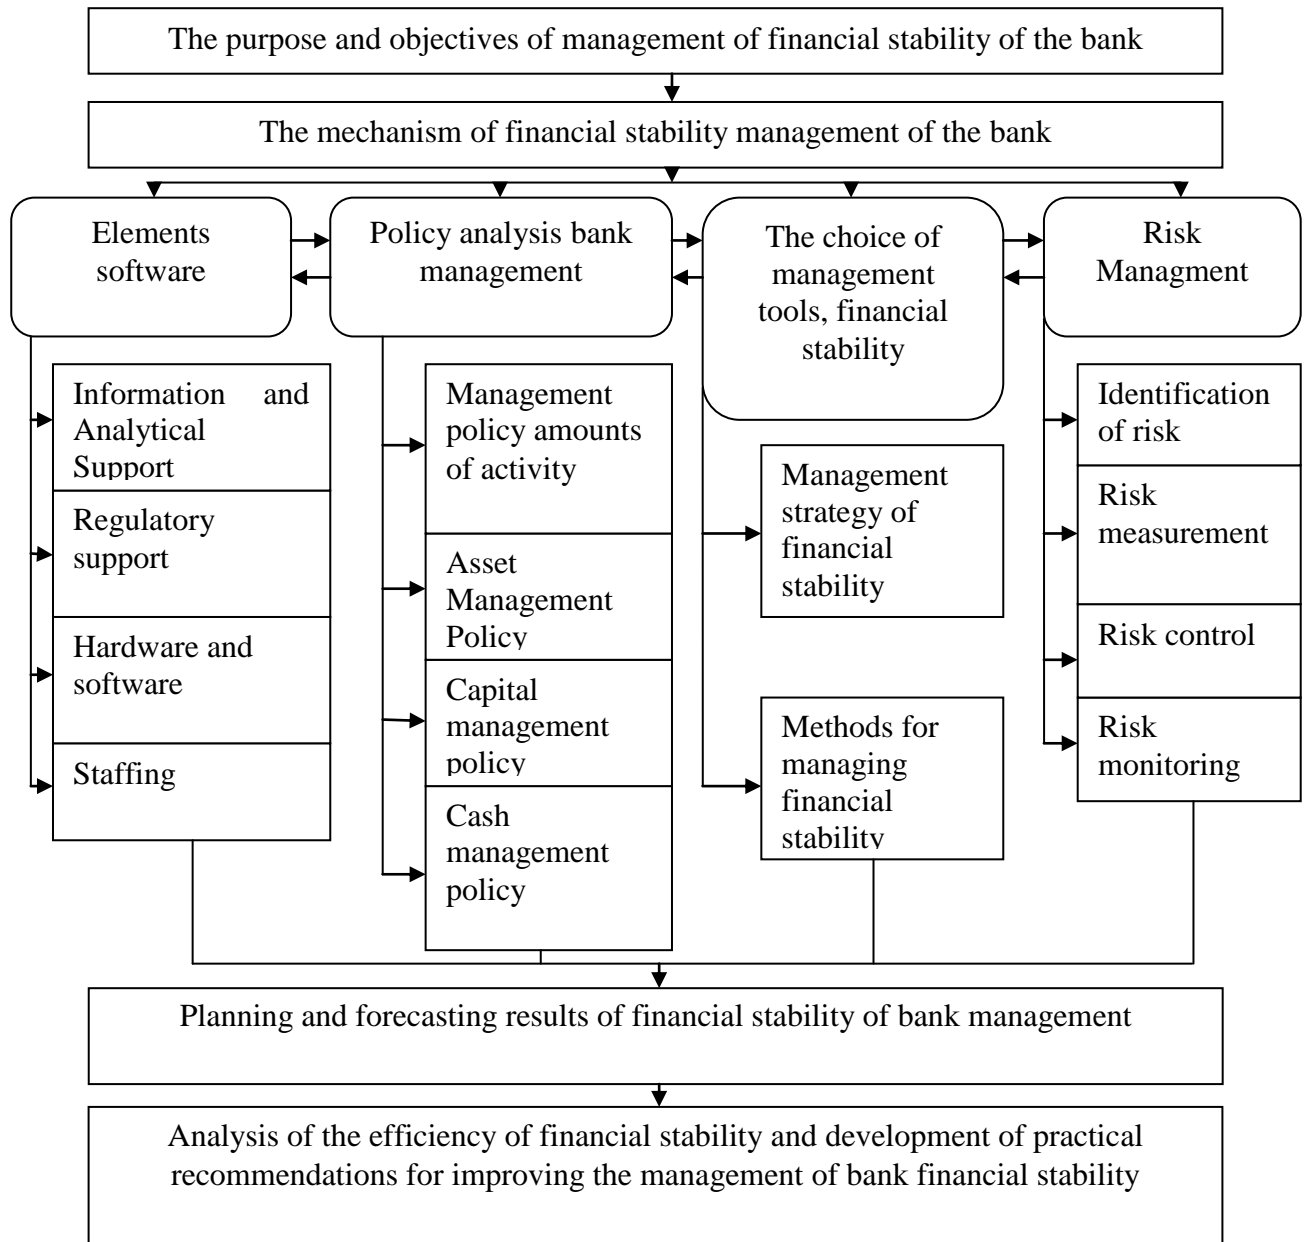 The purpose and objectives of management of financial stability of the bank
The mechanism of financial stability management of the bank
Elements
software
Policy analysis bank
management
The choice of
management
tools, financial
stability
Risk
Managment
Information and
Analytical
Support
Regulatory
support
Hardware and
software
Staffing
Management
policy amounts
of activity
Asset
Management
Policy
Capital
management
policy
Cash
management
policy
Management
strategy of
financial
stability
Methods for
managing
financial
stability
Identification
of risk
Risk
measurement
Risk control
Risk
monitoring
Planning and forecasting results of financial stability of bank management
Analysis of the efficiency of financial stability and development of practical
recommendations for improving the management of bank financial stability